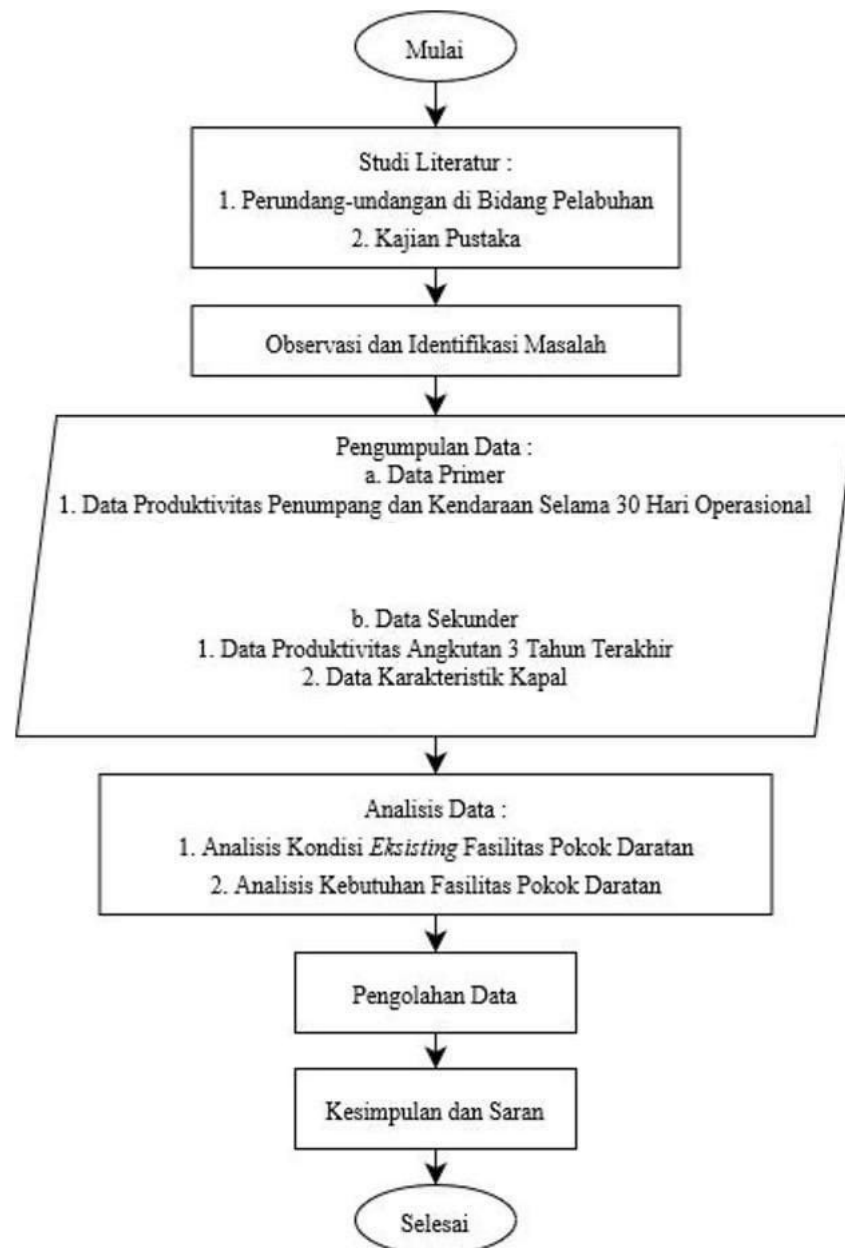 Mulai
Studi Literatur :
1. Perundang-undangan di Bidang Pelabuhan
2. Kajian Pustaka
Observasi dan Identifikasi Masalah
Pengumpulan Data :
a. Data Primer
1. Data Produktivitas Penumpang dan Kendaraan Selama 30 Hari Operasional
b. Data Sekunder
1. Data Produktivitas Angkutan 3 Tahun Terakhir
2. Data Karakteristik Kapal
Analisis Data :
1. Analisis Kondisi Eksisting Fasilitas Pokok Daratan
2. Analisis Kebutuhan Fasilitas Pokok Daratan
Pengolahan Data
Kesimpulan dan Saran
Selesai